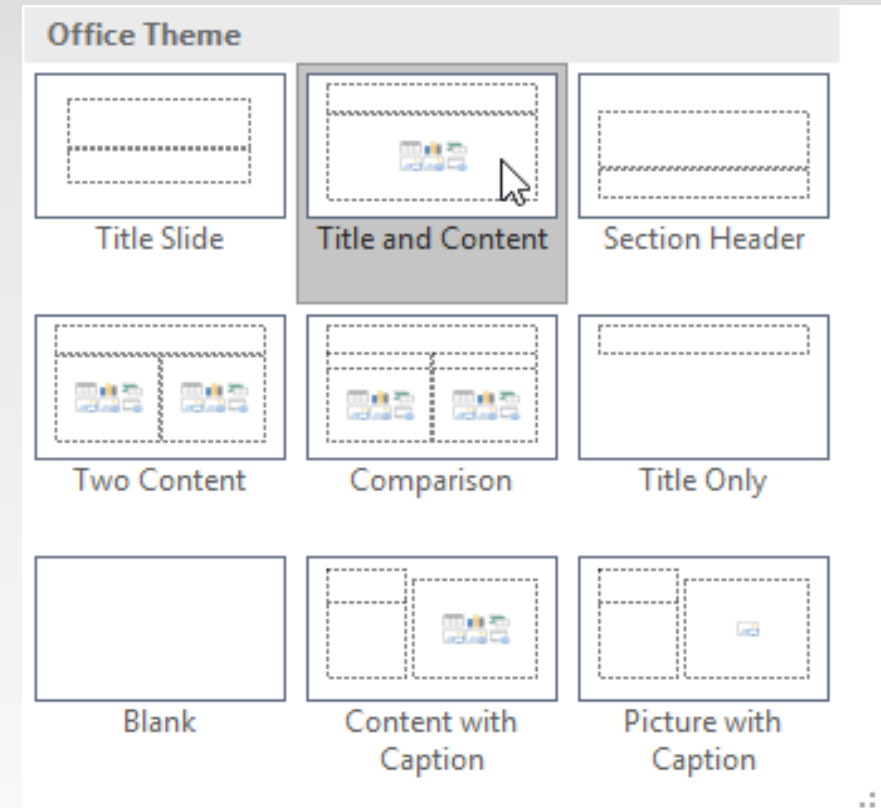 Office Theme
Title Slide
Title and Content
Section Header
Two Content
Comparison
Title Only
Blank
Content with
Caption
Picture with
Caption